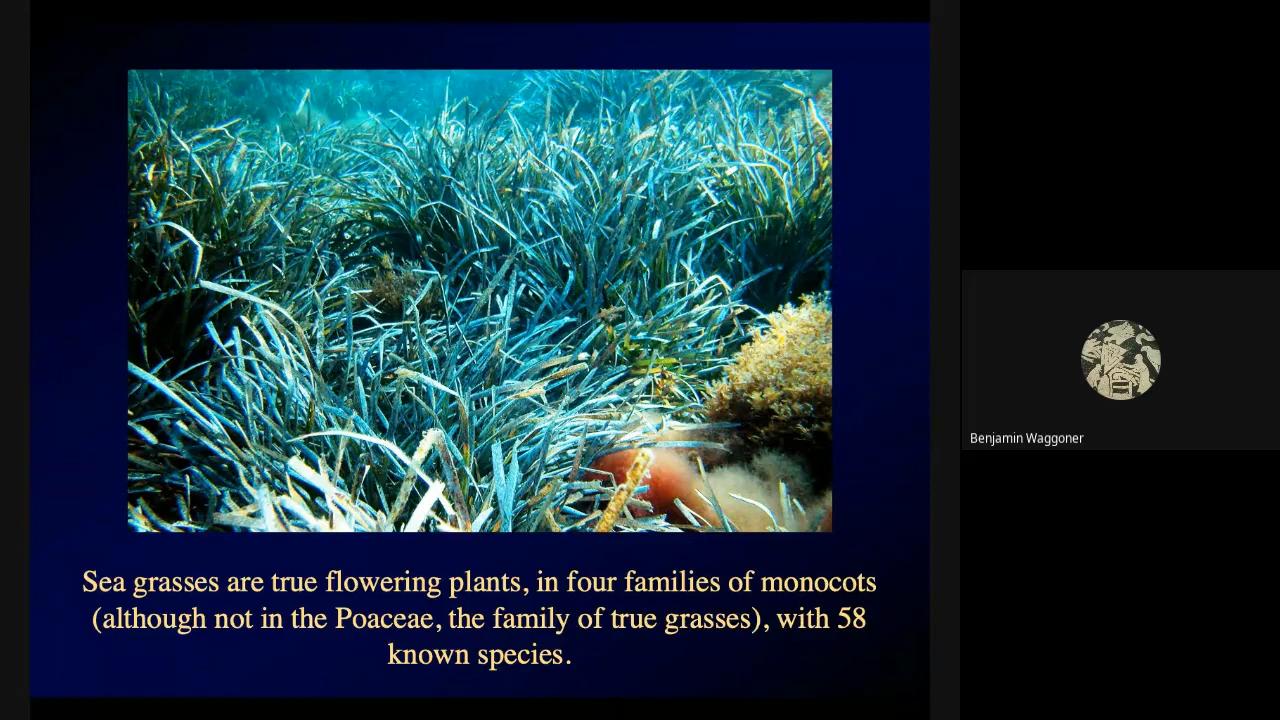 Sea grasses are true flowering plants, in four families of monocots
(although not in the Poaceae, the family of true grasses), with 58
known species.
Benjamin Waggoner